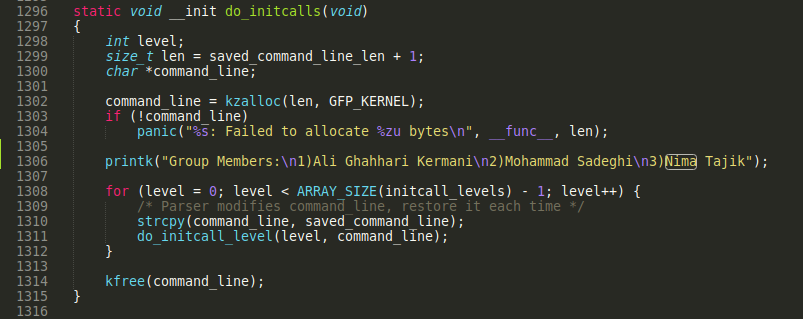 1296 static void __init do_initcalls(void)
1297 {
1298     int level;
1299     size_t len = saved_command_line_len + 1;
1300     char *command_line;
1301
1302     command_line = kzalloc(len, GFP_KERNEL);
1303     if (!command_line)
1304         panic("%s: Failed to allocate %zu bytes\n", __func__, len);
1305
1306     printk("Group Members:\n1)Ali Ghahhari Kermani\n2)Mohammad Sadeghi\n3)Nima Tajik");
1307
1308     for (level = 0; level < ARRAY_SIZE(initcall_levels) - 1; level++) {
1309         /* Parser modifies command_line, restore it each time */
1310         strcpy(command_line, saved_command_line);
1311         do_initcall_level(level, command_line);
1312     }
1313
1314     kfree(command_line);
1315 }
1316